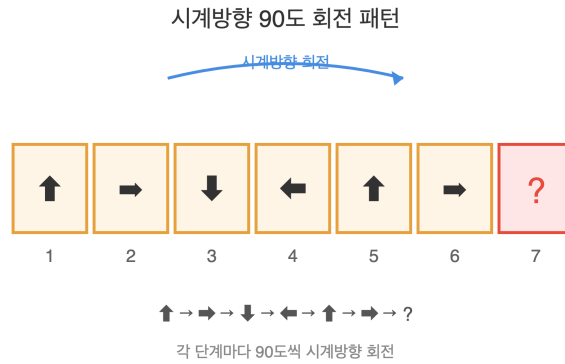 시계방향 90도 회전 패턴
시계방향 회전
?
1 2 3 4 5 6 7
⬆ → ➡ → ⬇ → ⬅ → ⬆ → ➡ → ?
각 단계마다 90도씩 시계방향 회전